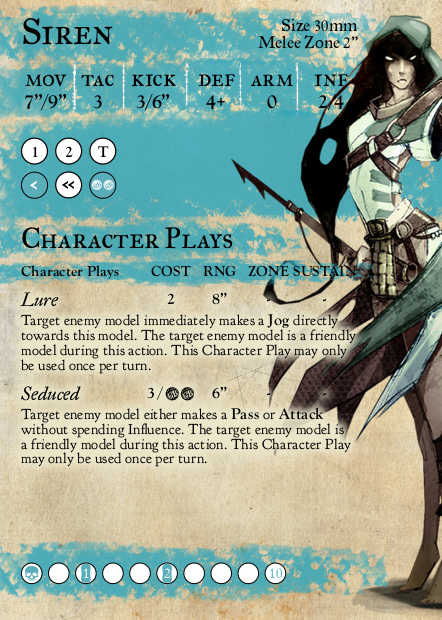 Siren
Size 30mm
Melee Zone 2"
MOV TAC KICK DEF ARM INF
7"/9" 3 3/6" 4+ 0 2/4
1 2 T
< <<
Character Plays
Character Plays COST RNG ZONE SUSTAIN
Lure 2 8" - -
Target enemy model immediately makes a Jog directly
towards this model. The target enemy model is a friendly
model during this action. This Character Play may only
be used once per turn.
Seduced 3/ 6" - -
Target enemy model either makes a Pass or Attack
without spending Influence. The target enemy model is
a friendly model during this action. This Character Play
may only be used once per turn.
1 2 10